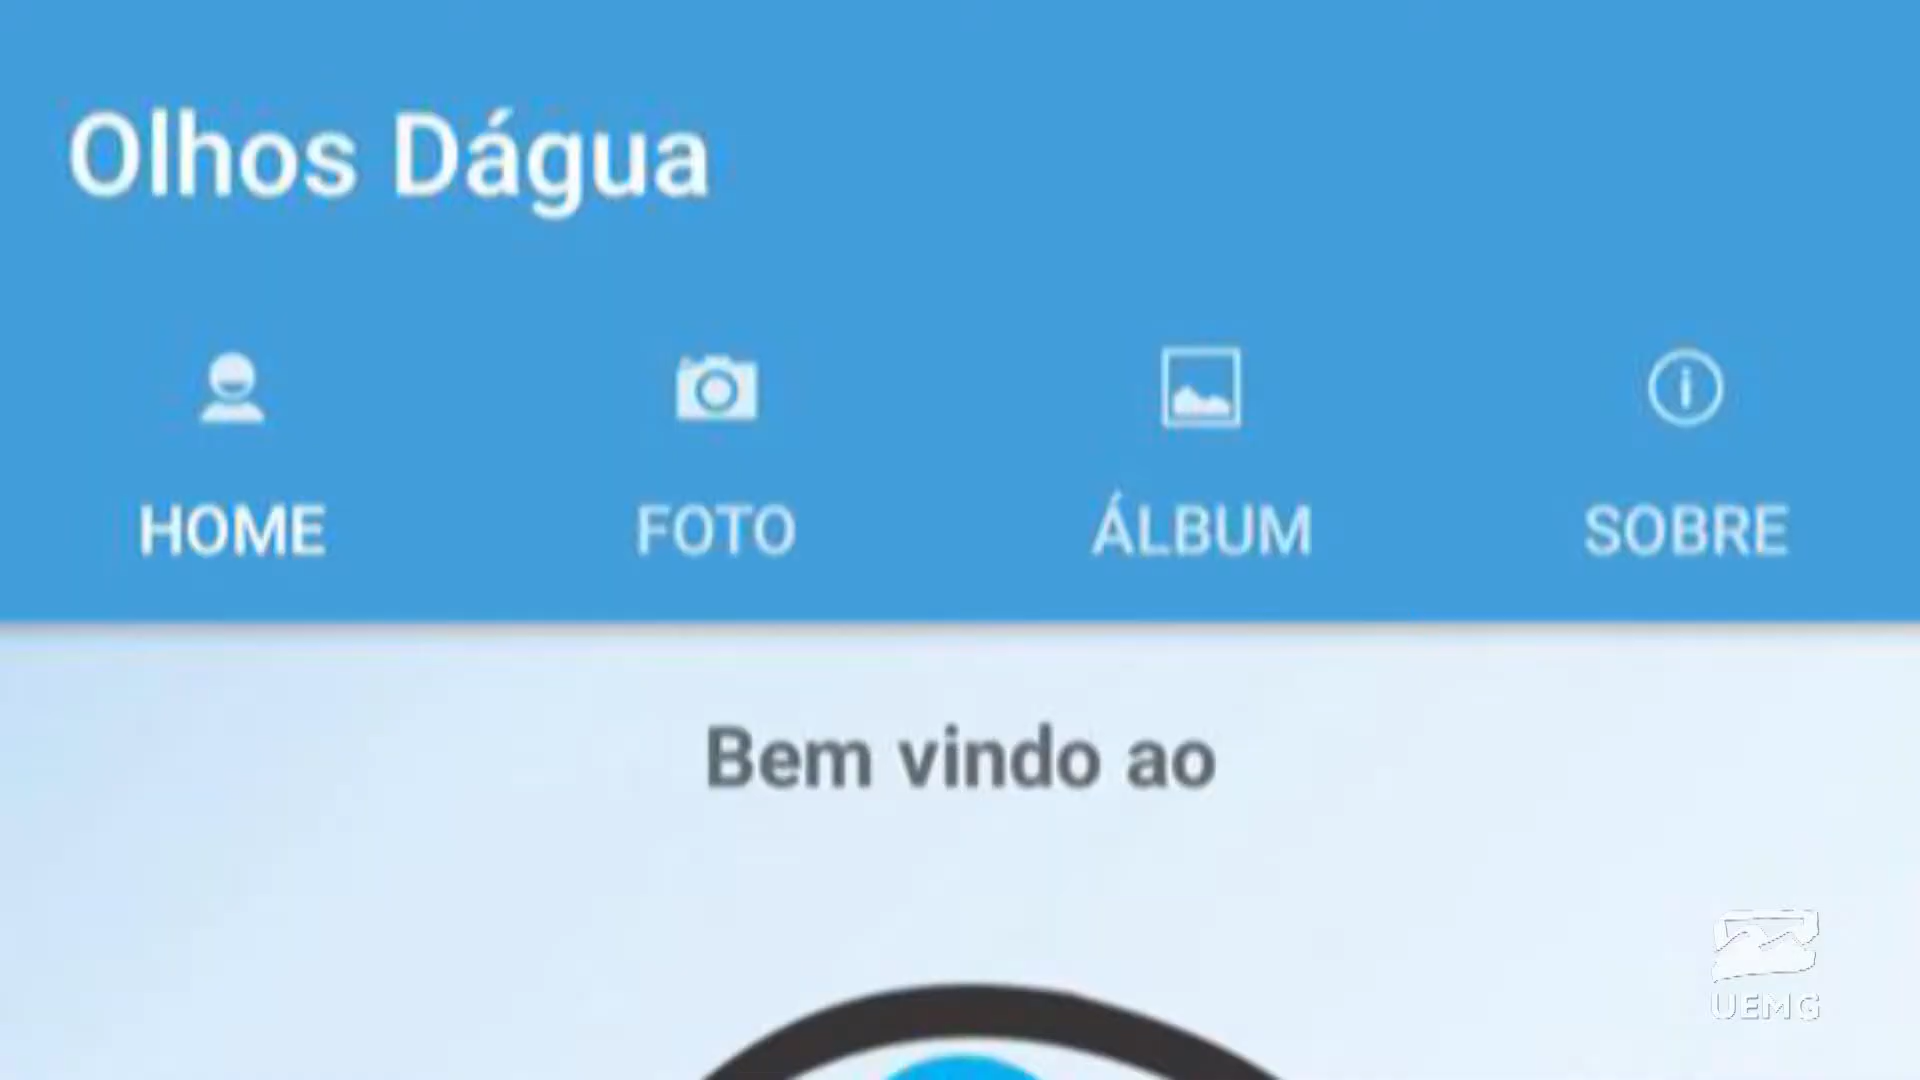 Olhos Dágua
HOME
FOTO
ÁLBUM
SOBRE
Bem vindo ao
UEMG